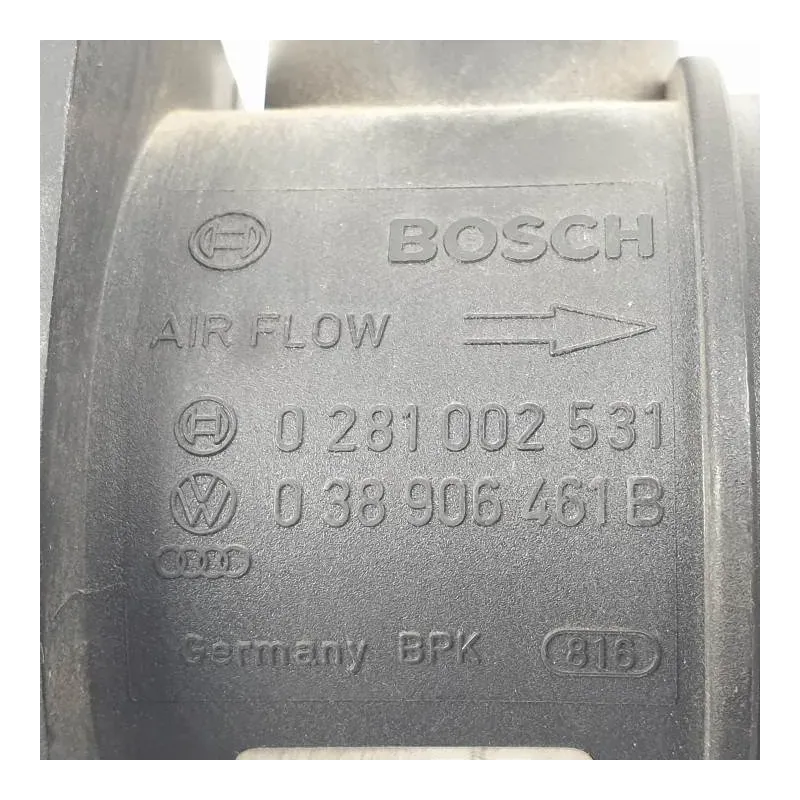 BOSCH
AIR FLOW
0 281 002 531
0 38 906 461 B
Germany BPK 816